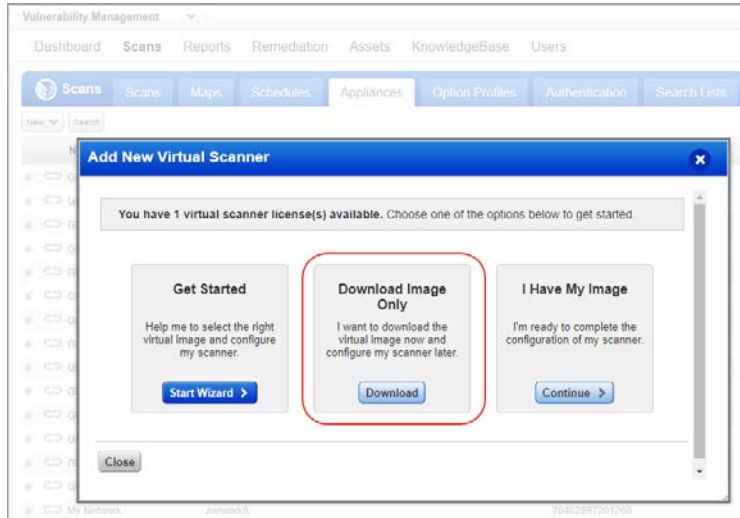 Vulnerability Management
Dashboard Scans Reports Remediation Assets KnowledgeBase Users
Scans Scans Maps Schedules Appliances Option Profiles Authentication Search Lists
New Search
Add New Virtual Scanner
You have 1 virtual scanner license(s) available. Choose one of the options below to get started
Get Started
Help me to select the right
virtual image and configure
my scanner.
Start Wizard >
Download Image
Only
I want to download the
virtual image now and
configure my scanner later.
Download
I Have My Image
I'm ready to complete the
configuration of my scanner.
Continue >
Close
My Network networkA 70402897201260